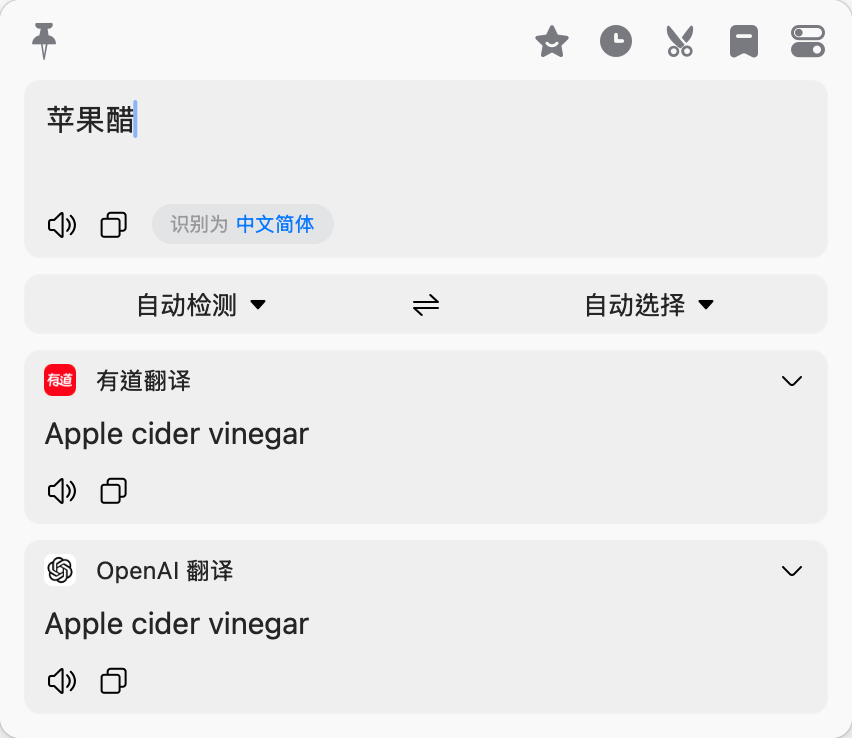 苹果醋
识别为 中文简体
自动检测 自动选择
有道 有道翻译
Apple cider vinegar
OpenAI 翻译
Apple cider vinegar